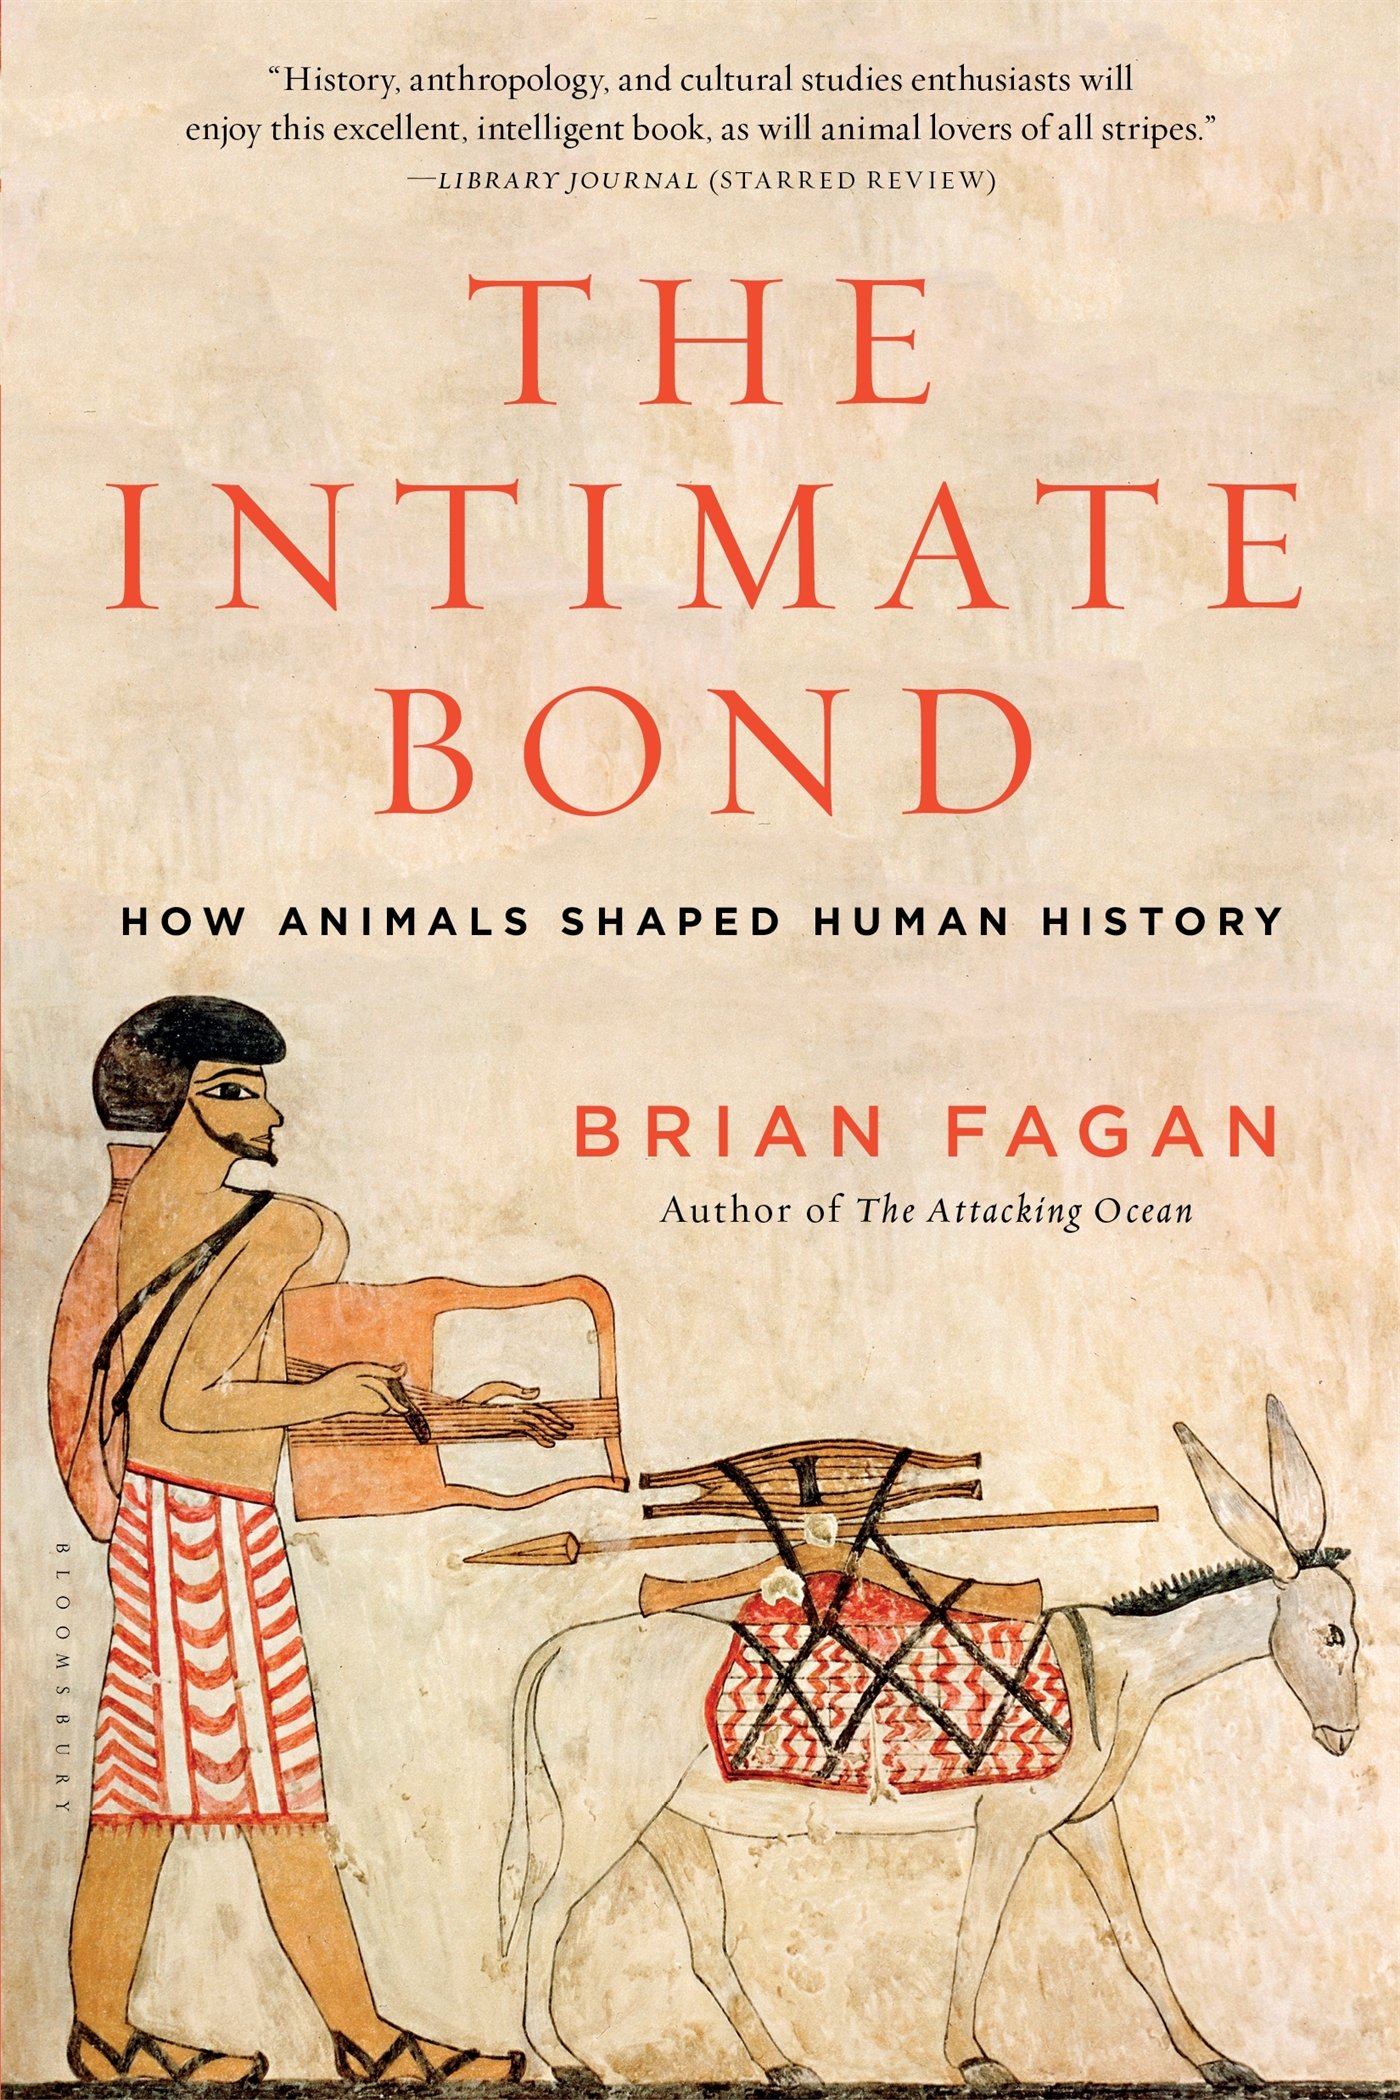 “History, anthropology, and cultural studies enthusiasts will
enjoy this excellent, intelligent book, as will animal lovers of all stripes.”
—LIBRARY JOURNAL (STARRED REVIEW)
THE
INTIMATE
BOND
HOW ANIMALS SHAPED HUMAN HISTORY
BRIAN FAGAN
Author of The Attacking Ocean
BLOOMSBURY